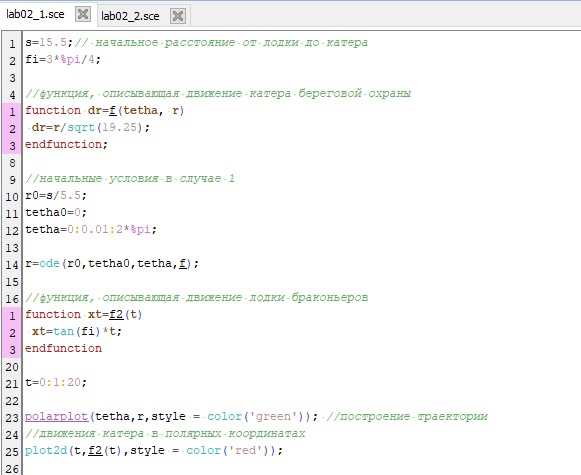 lab02_1.sce lab02_2.sce
1 s=15.5;// начальное расстояние от лодки до катера
2 fi=3*%pi/4;
3
4 //функция, описывающая движение катера береговой охраны
1 function dr=f(tetha, r)
2 dr=r/sqrt(19.25);
3 endfunction;
8
9 //начальные условия в случае 1
10 r0=s/5.5;
11 tetha0=0;
12 tetha=0:0.01:2*%pi;
13
14 r=ode(r0,tetha0,tetha,f);
15
16 //функция, описывающая движение лодки браконьеров
1 function xt=f2(t)
2 xt=tan(fi)*t;
3 endfunction
20
21 t=0:1:20;
22
23 polarplot(tetha,r,style = color('green')); //построение траектории
24 //движения катера в полярных координатах
25 plot2d(t,f2(t),style = color('red'));
26